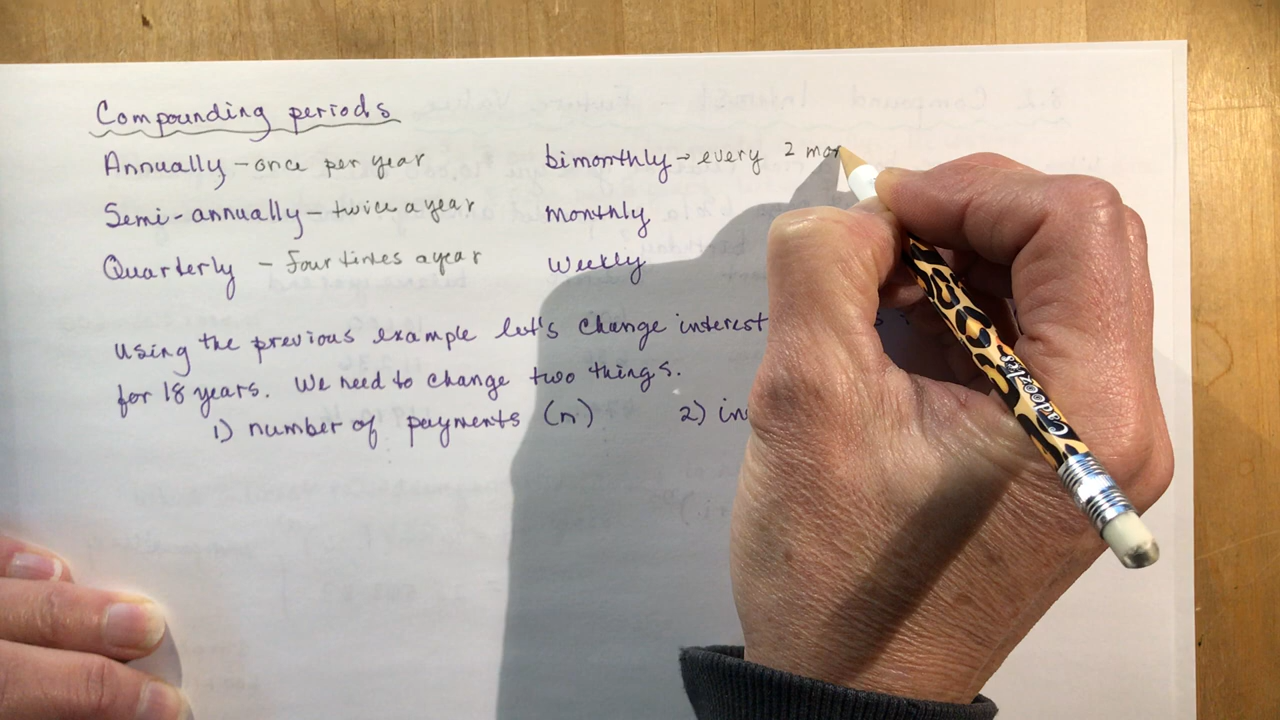 Compounding periods
Annually - once per year
Semi-annually - twice a year
Quarterly - four times a year
bimonthly - every 2 mon
monthly
Weekly
Using the previous example let's change interest
for 18 years. We need to change two things.
1) number of payments (n) 2) in
Cadoozles